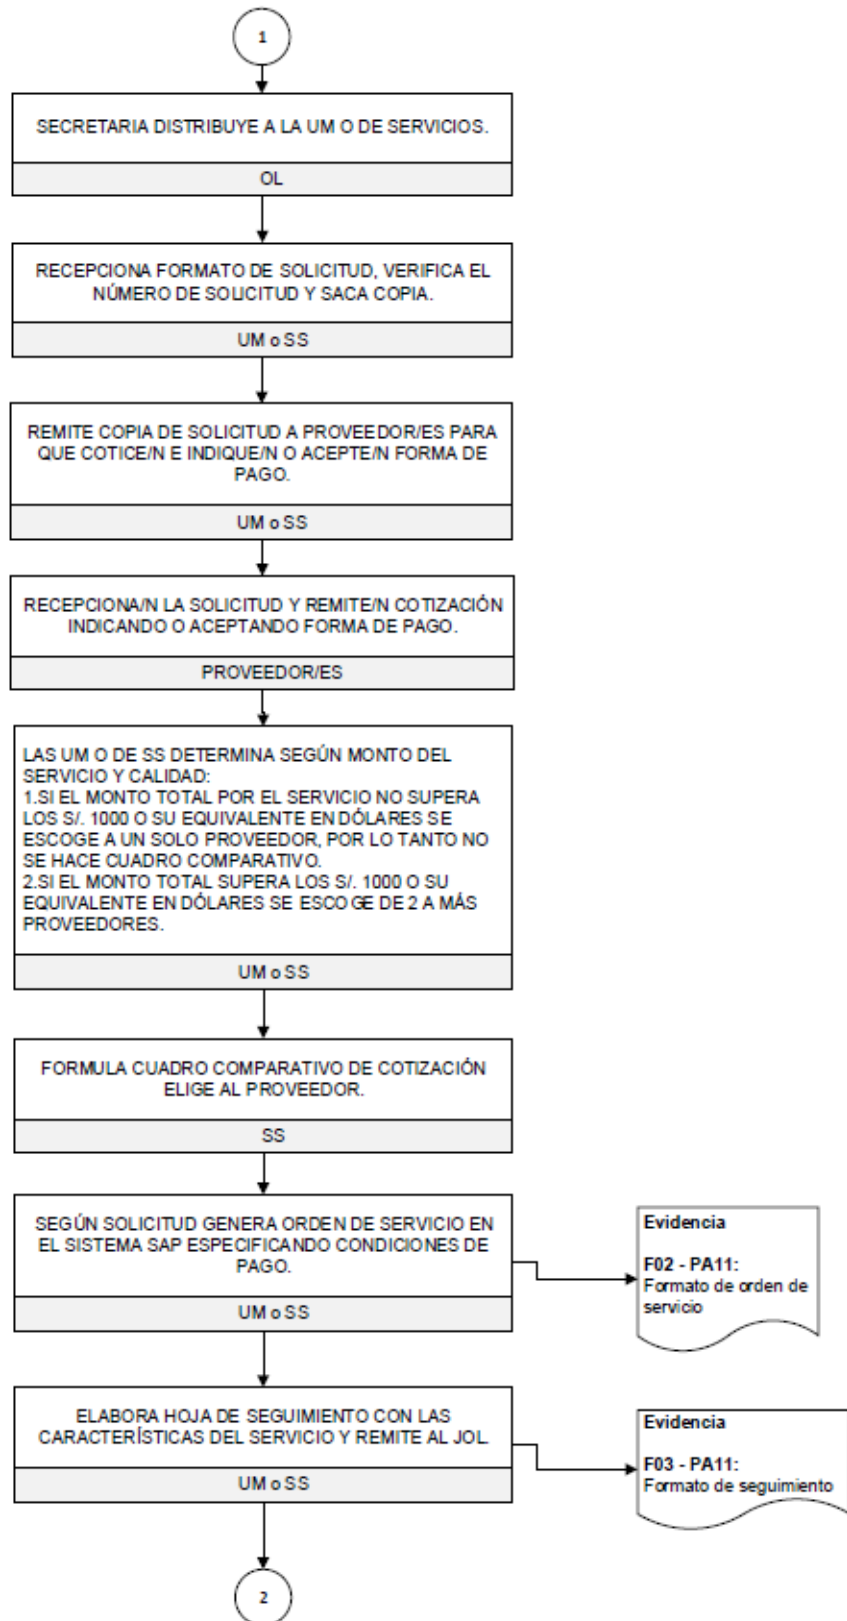 1
SECRETARIA DISTRIBUYE A LA UM O DE SERVICIOS.
OL
RECEPCIONA FORMATO DE SOLICITUD, VERIFICA EL
NÚMERO DE SOLICITUD Y SACA COPIA.
UM o SS
REMITE COPIA DE SOLICITUD A PROVEEDOR/ES PARA
QUE COTICE/N E INDIQUE/N O ACEPTE/N FORMA DE
PAGO.
UM o SS
RECEPCIONA/N LA SOLICITUD Y REMITE/N COTIZACIÓN
INDICANDO O ACEPTANDO FORMA DE PAGO.
PROVEEDOR/ES
LAS UM O DE SS DETERMINA SEGÚN MONTO DEL
SERVICIO Y CALIDAD:
1.SI EL MONTO TOTAL POR EL SERVICIO NO SUPERA
LOS S/. 1000 O SU EQUIVALENTE EN DÓLARES SE
ESCOGE A UN SOLO PROVEEDOR, POR LO TANTO NO
SE HACE CUADRO COMPARATIVO.
2.SI EL MONTO TOTAL SUPERA LOS S/. 1000 O SU
EQUIVALENTE EN DÓLARES SE ESCOGE DE 2 A MÁS
PROVEEDORES.
UM o SS
FORMULA CUADRO COMPARATIVO DE COTIZACIÓN
ELIGE AL PROVEEDOR.
SS
SEGÚN SOLICITUD GENERA ORDEN DE SERVICIO EN
EL SISTEMA SAP ESPECIFICANDO CONDICIONES DE
PAGO.
UM o SS
Evidencia
F02 - PA11:
Formato de orden de
servicio
ELABORA HOJA DE SEGUIMIENTO CON LAS
CARACTERÍSTICAS DEL SERVICIO Y REMITE AL JOL.
UM o SS
Evidencia
F03 - PA11:
Formato de seguimiento
2